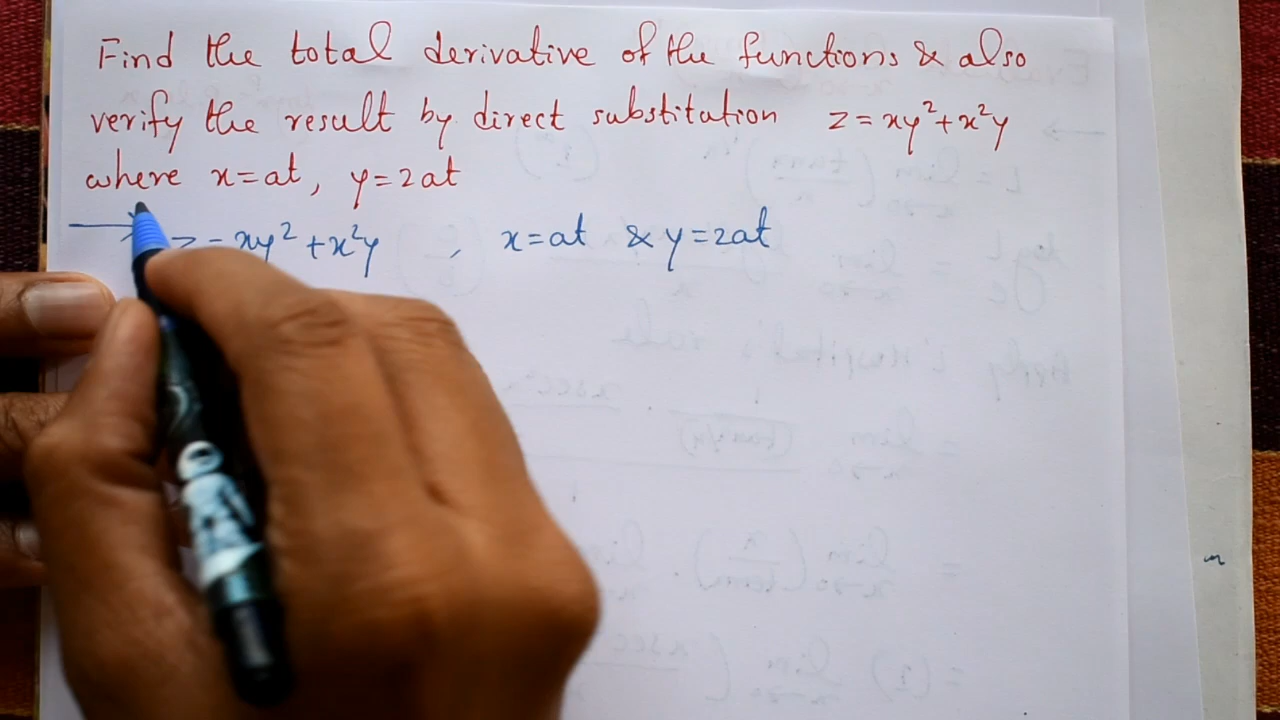 Find the total derivative of the functions & also
verify the result by direct substitution z = xy² + x²y
where x = at, y = 2at
→ z = xy² + x²y , x = at & y = 2at